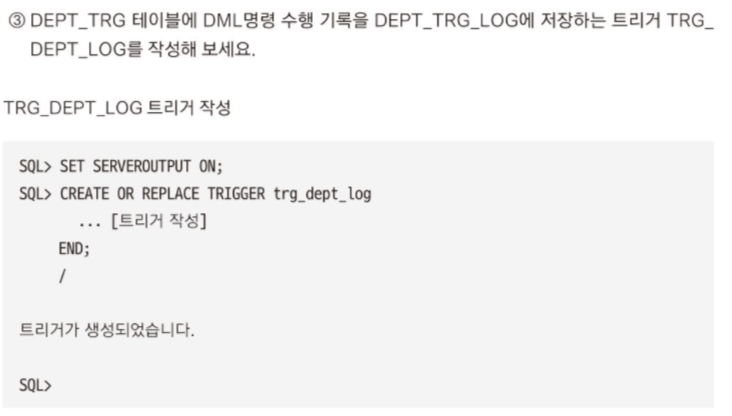 ③ DEPT_TRG 테이블에 DML명령 수행 기록을 DEPT_TRG_LOG에 저장하는 트리거 TRG_
DEPT_LOG를 작성해 보세요.
TRG_DEPT_LOG 트리거 작성
SQL> SET SERVEROUTPUT ON;
SQL> CREATE OR REPLACE TRIGGER trg_dept_log
... [트리거 작성]
END;
/
트리거가 생성되었습니다.
SQL>